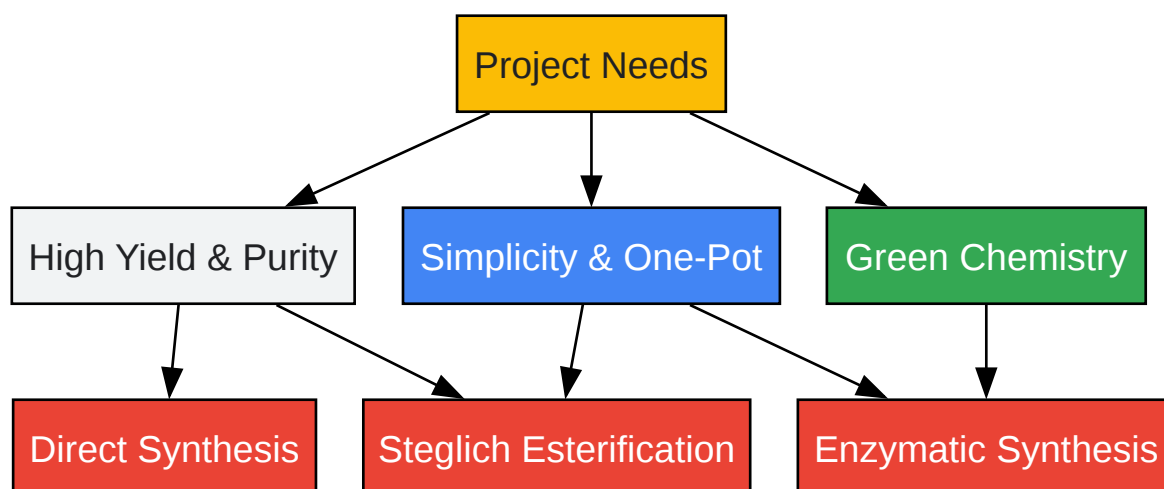 Project Needs
High Yield & Purity
Simplicity & One-Pot
Green Chemistry
Direct Synthesis
Steglich Esterification
Enzymatic Synthesis